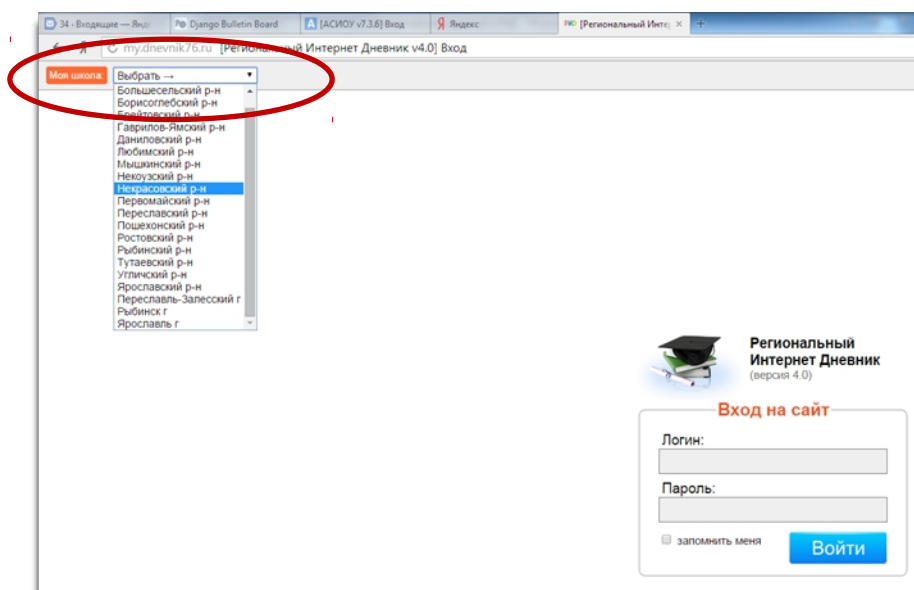 34 · Входящие — Янде
Django Bulletin Board
[АСИОУ v7.3.6] Вход
Яндекс
[Региональный Инте
my.dnevnik76.ru [Региональный Интернет Дневник v4.0] Вход
Моя школа: Выбрать →
Большесельский р-н
Борисоглебский р-н
Брейтовский р-н
Гаврилов-Ямский р-н
Даниловский р-н
Любимский р-н
Мышкинский р-н
Некоузский р-н
Некрасовский р-н
Первомайский р-н
Переславский р-н
Пошехонский р-н
Ростовский р-н
Рыбинский р-н
Тутаевский р-н
Угличский р-н
Ярославский р-н
Переславль-Залесский г
Рыбинск г
Ярославль г
Региональный
Интернет Дневник
(версия 4.0)
Вход на сайт
Логин:
Пароль:
запомнить меня
Войти